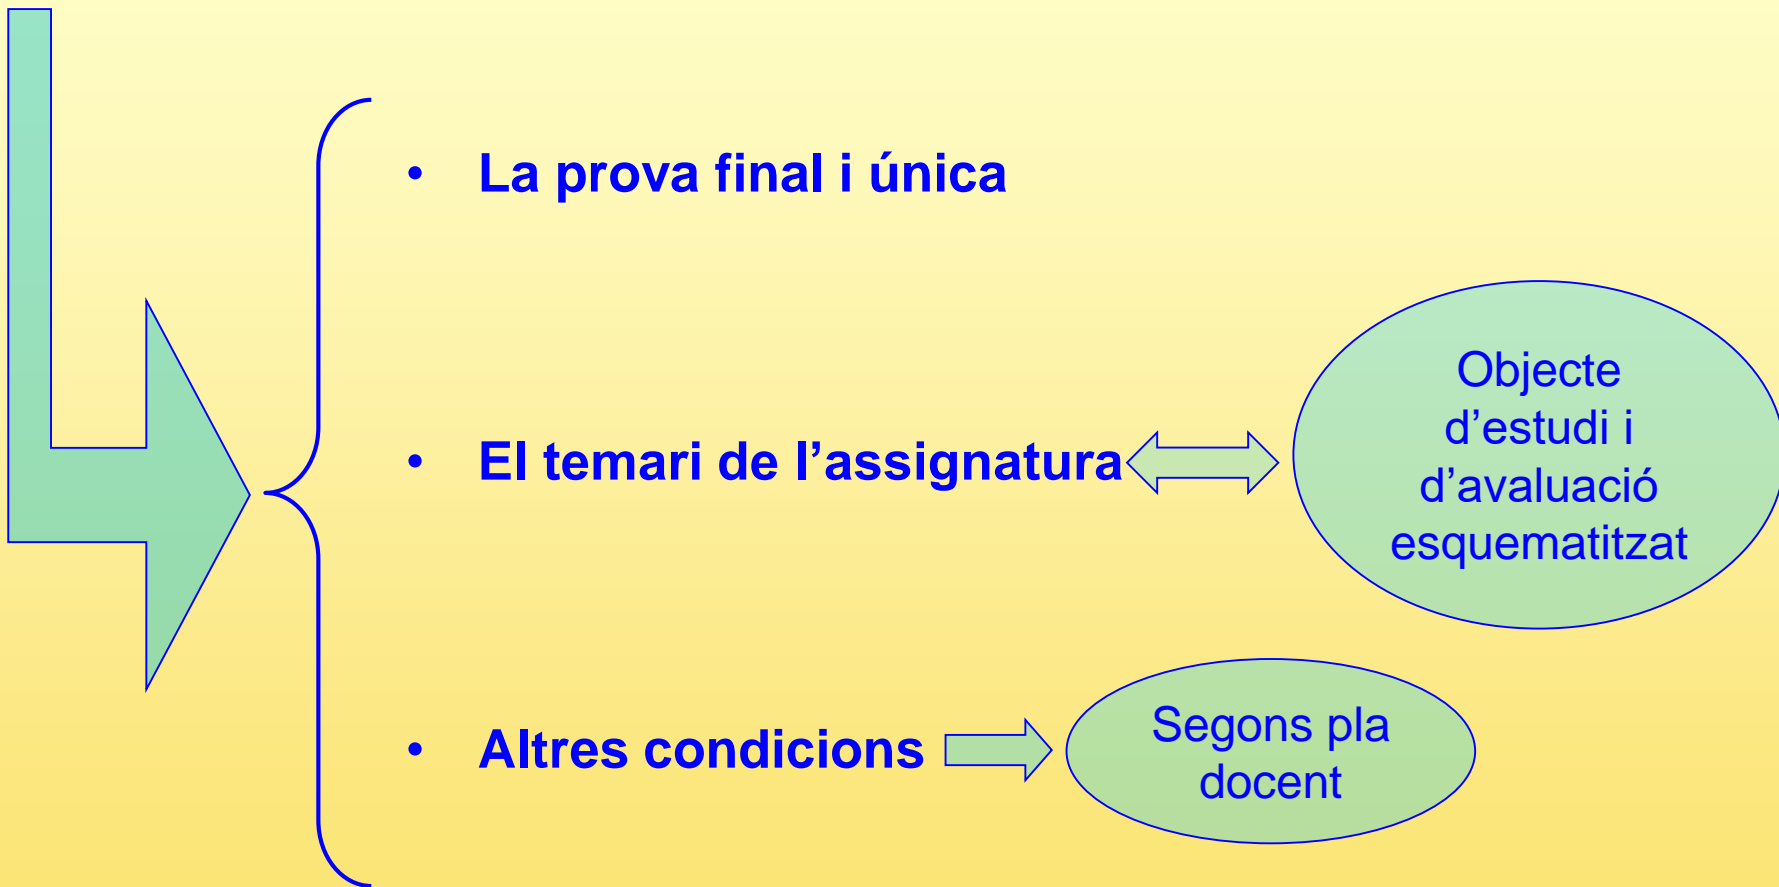 • La prova final i única
• El temari de l’assignatura
Objecte
d’estudi i
d’avaluació
esquematitzat
• Altres condicions
Segons pla
docent